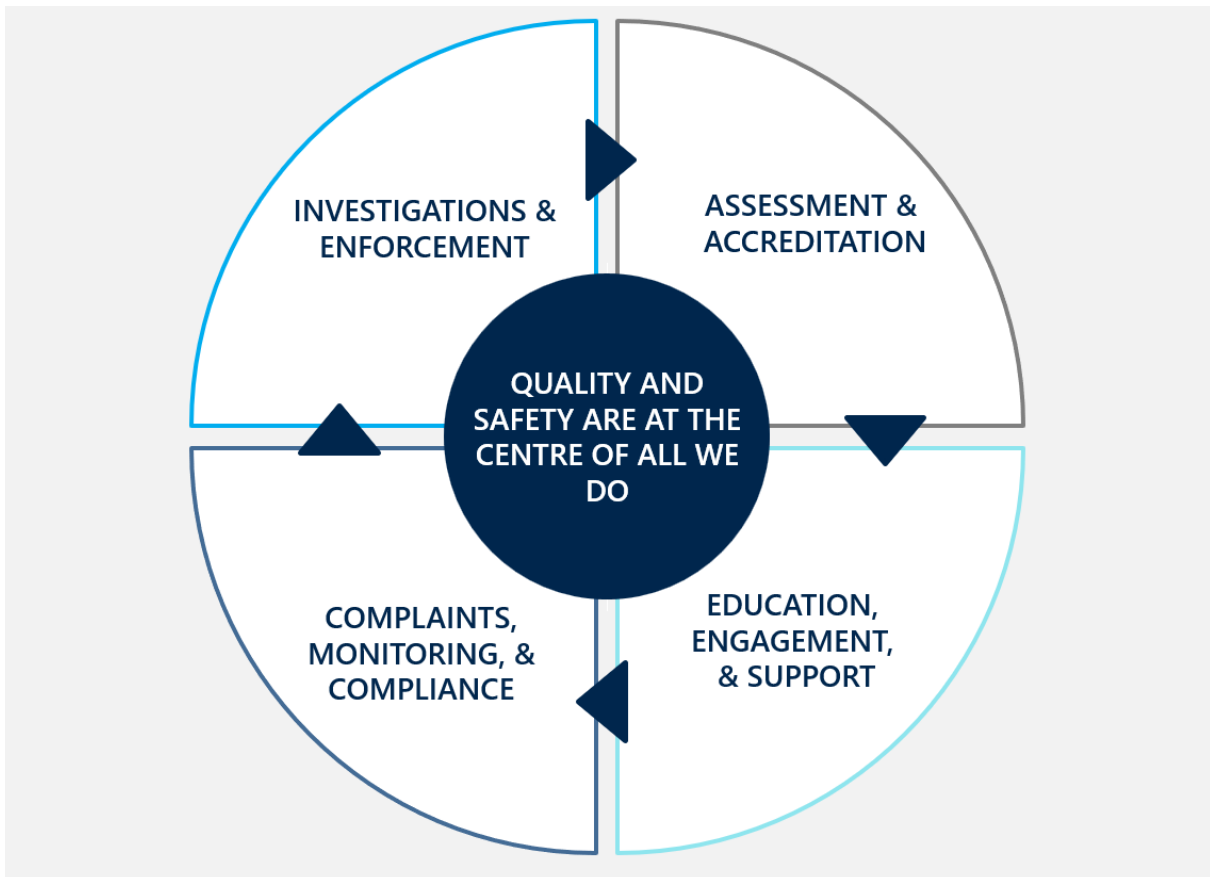 INVESTIGATIONS &
ENFORCEMENT
ASSESSMENT &
ACCREDITATION
QUALITY AND
SAFETY ARE AT THE
CENTRE OF ALL WE
DO
COMPLAINTS,
MONITORING, &
COMPLIANCE
EDUCATION,
ENGAGEMENT,
& SUPPORT